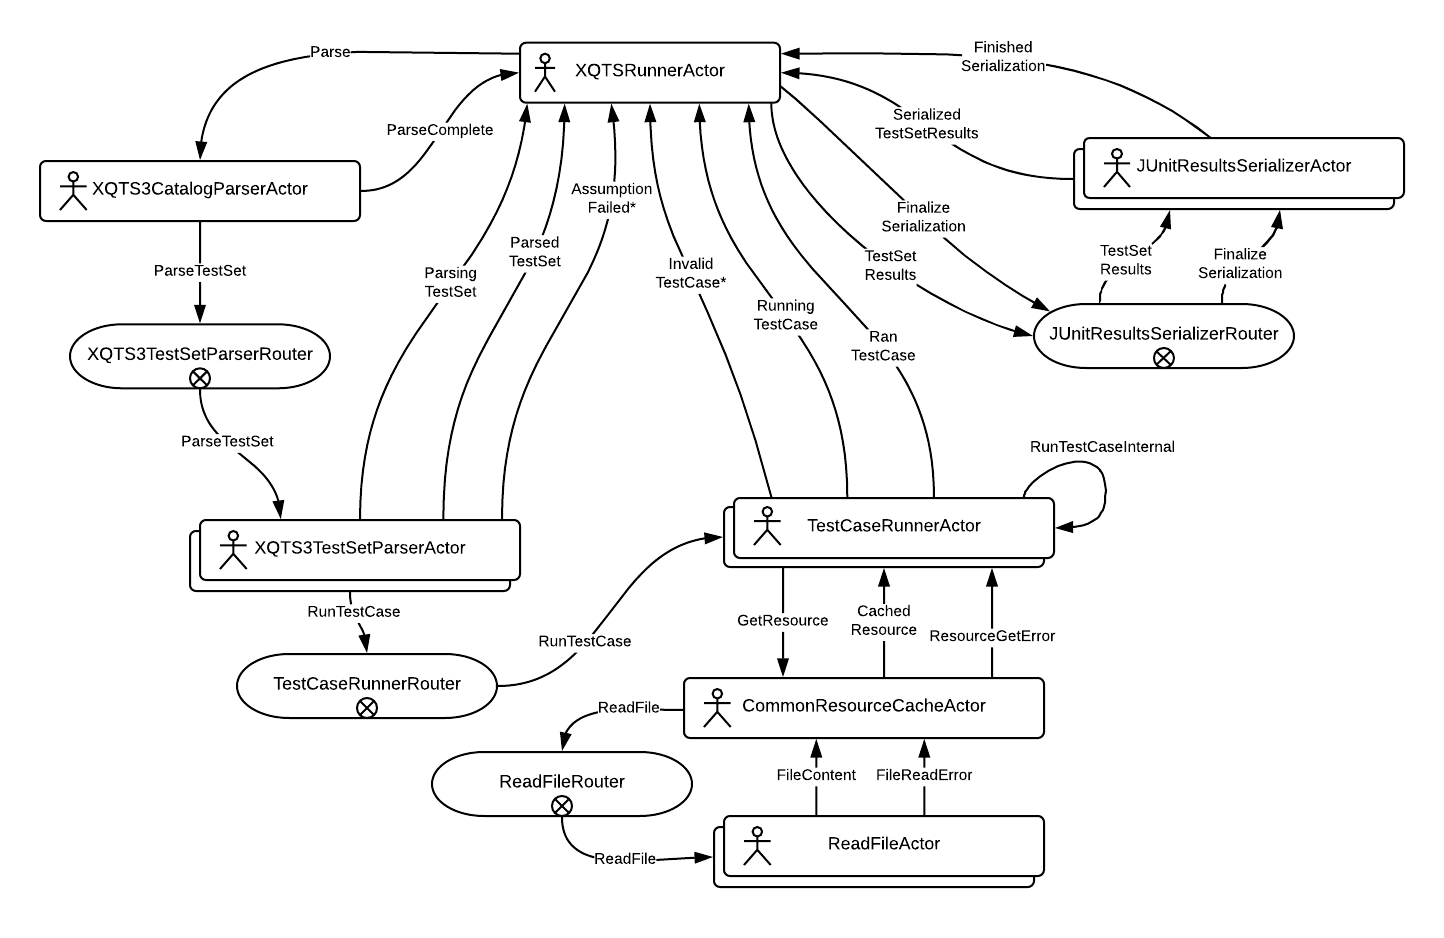 Parse
XQTSRunnerActor
Finished
Serialization
ParseComplete
Serialized
TestSetResults
XQTS3CatalogParserActor
JUnitResultsSerializerActor
Assumption
Failed*
Finalize
Serialization
ParseTestSet
Parsed
TestSet
Parsing
TestSet
Invalid
TestCase*
TestSet
Results
TestSet
Results
Finalize
Serialization
Running
TestCase
Ran
TestCase
JUnitResultsSerializerRouter
XQTS3TestSetParserRouter
ParseTestSet
RunTestCaseInternal
XQTS3TestSetParserActor
TestCaseRunnerActor
RunTestCase
RunTestCase
GetResource
Cached
Resource
ResourceGetError
TestCaseRunnerRouter
ReadFile
CommonResourceCacheActor
ReadFileRouter
FileContent
FileReadError
ReadFile
ReadFileActor